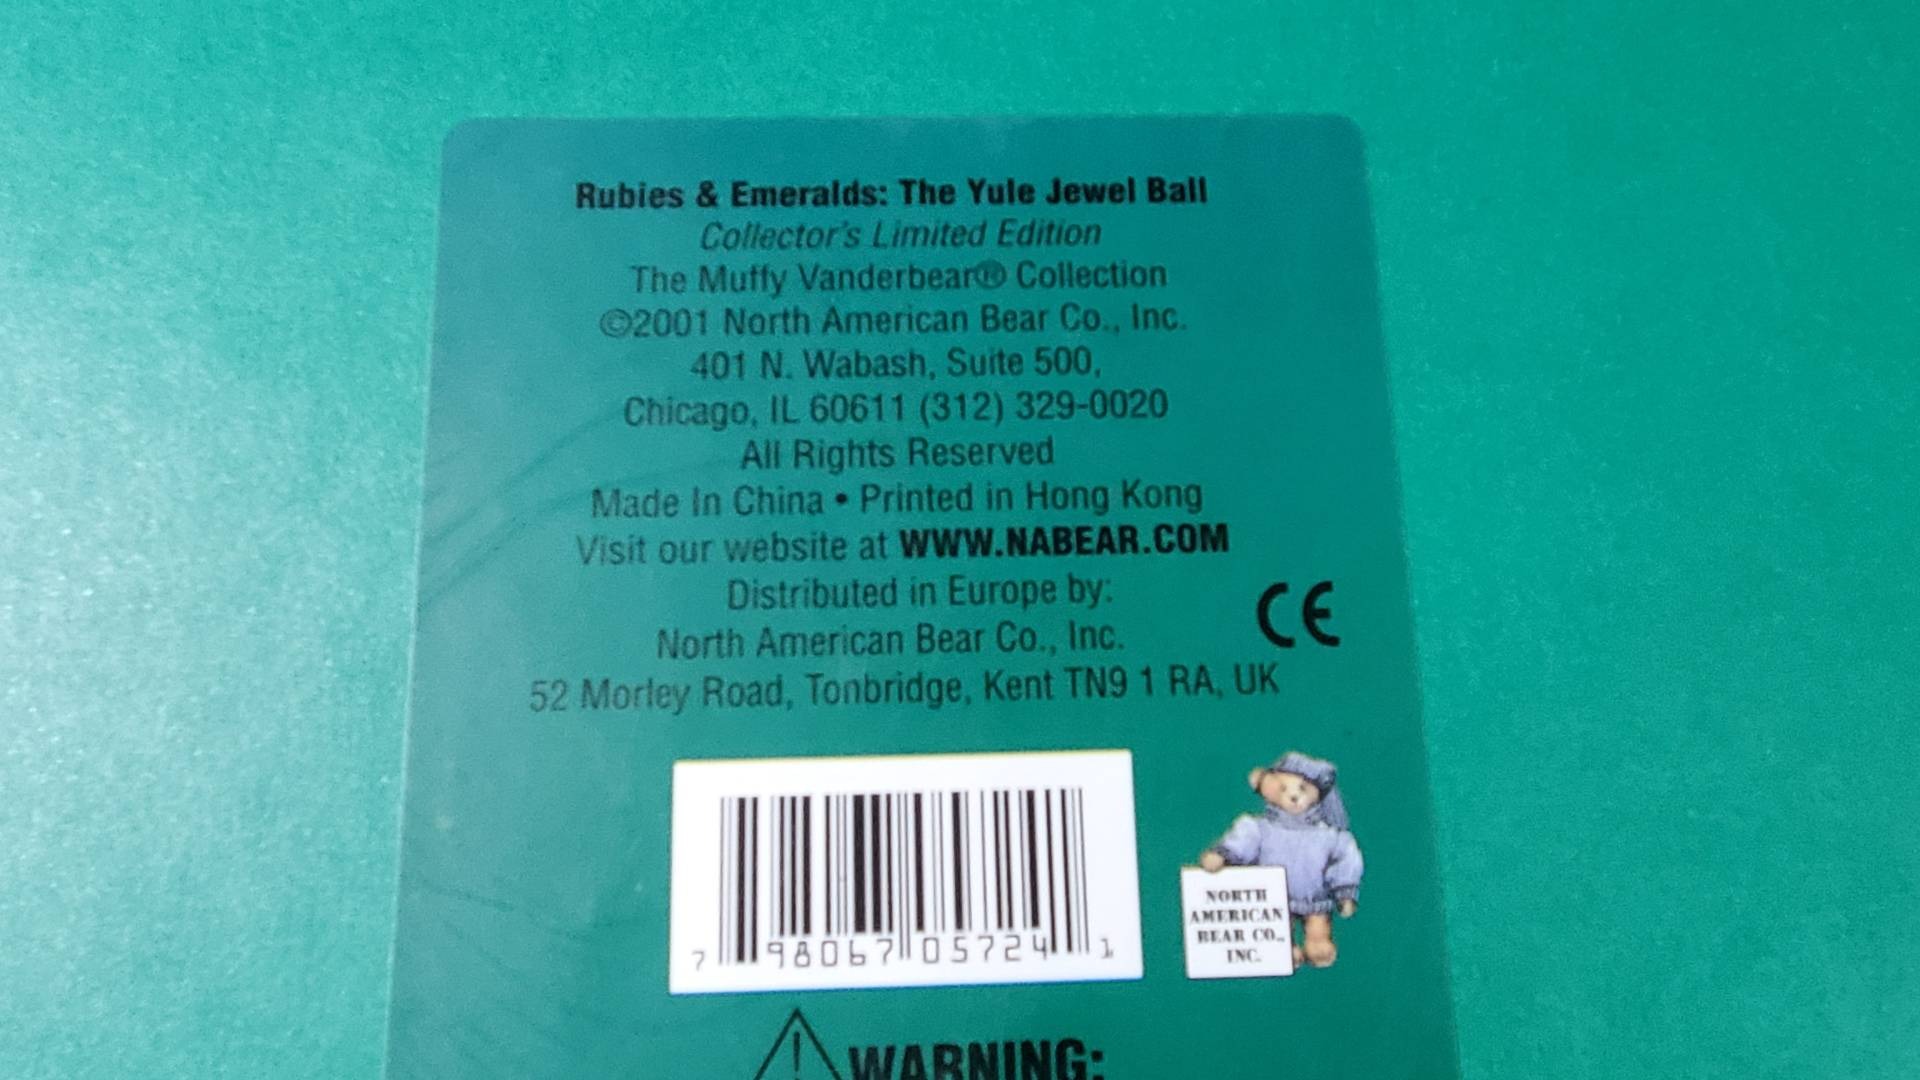 Rubies & Emeralds: The Yule Jewel Ball
Collector's Limited Edition
The Muffy Vanderbear® Collection
©2001 North American Bear Co., Inc.
401 N. Wabash, Suite 500,
Chicago, IL 60611 (312) 329-0020
All Rights Reserved
Made In China • Printed in Hong Kong
Visit our website at WWW.NABEAR.COM
Distributed in Europe by:
CE
North American Bear Co., Inc.
52 Morley Road, Tonbridge, Kent TN9 1 RA, UK
7 98067 05724 1
NORTH
AMERICAN
BEAR CO.,
INC.
WARNING: